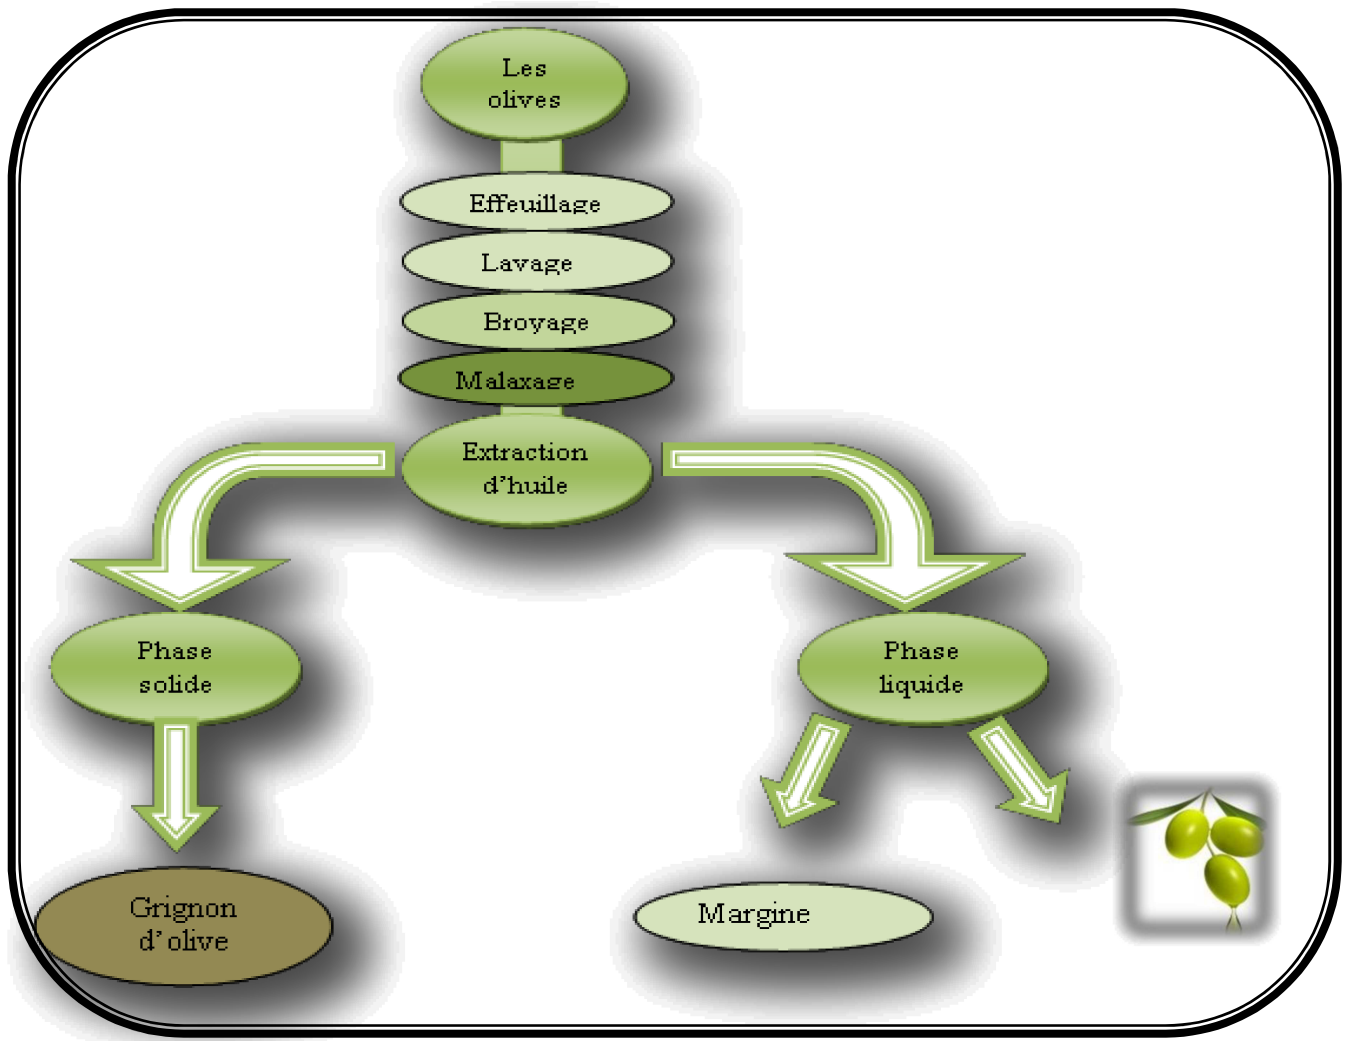 Les
olives
Effeuillage
Lavage
Broyage
Malaxage
Extraction
d'huile
Phase
solide
Phase
liquide
Grignon
d'olive
Margine